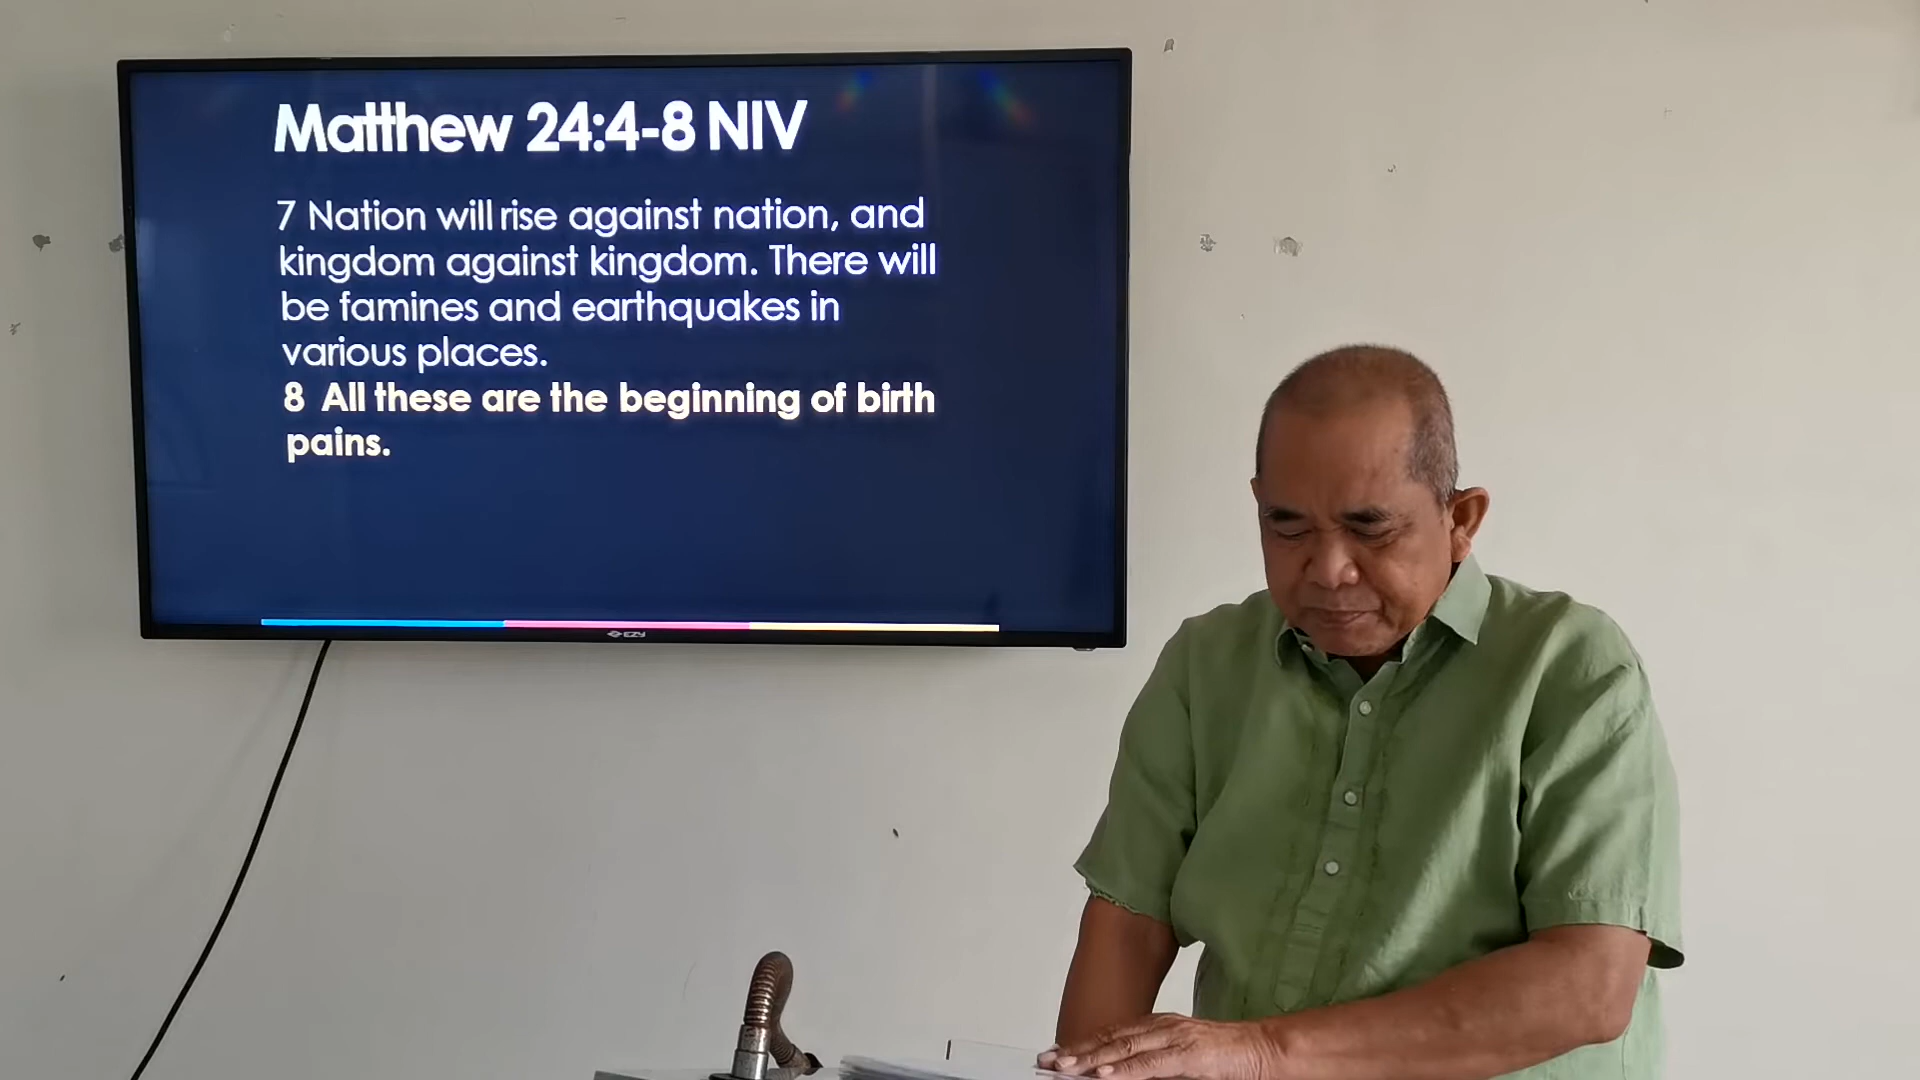 Matthew 24:4-8 NIV
7 Nation will rise against nation, and
kingdom against kingdom. There will
be famines and earthquakes in
various places.
8 All these are the beginning of birth
pains.
EZY